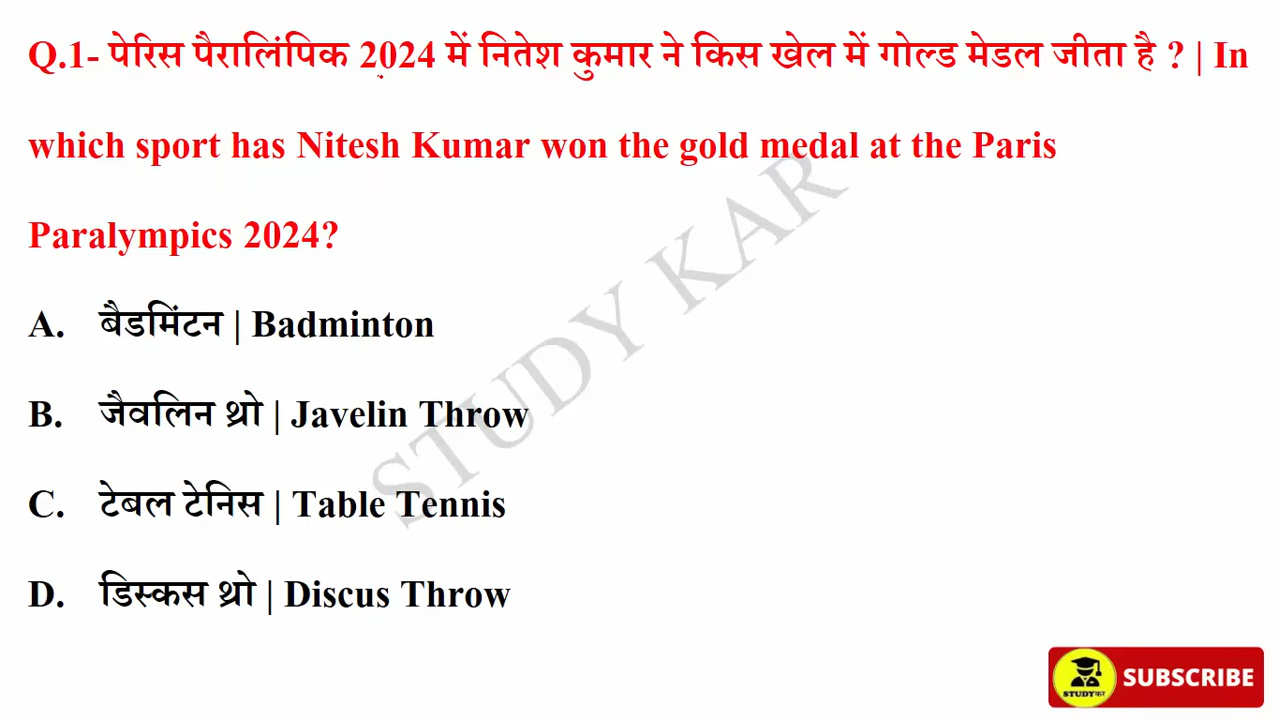 Q.1- पेरिस पैरालिंपिक 2024 में नितेश कुमार ने किस खेल में गोल्ड मेडल जीता है ? | In
which sport has Nitesh Kumar won the gold medal at the Paris
Paralympics 2024?
A. बैडमिंटन | Badminton
B. जैवलिन थ्रो | Javelin Throw
C. टेबल टेनिस | Table Tennis
D. डिस्कस थ्रो | Discus Throw
STUDY KAR
STUDYकर
SUBSCRIBE